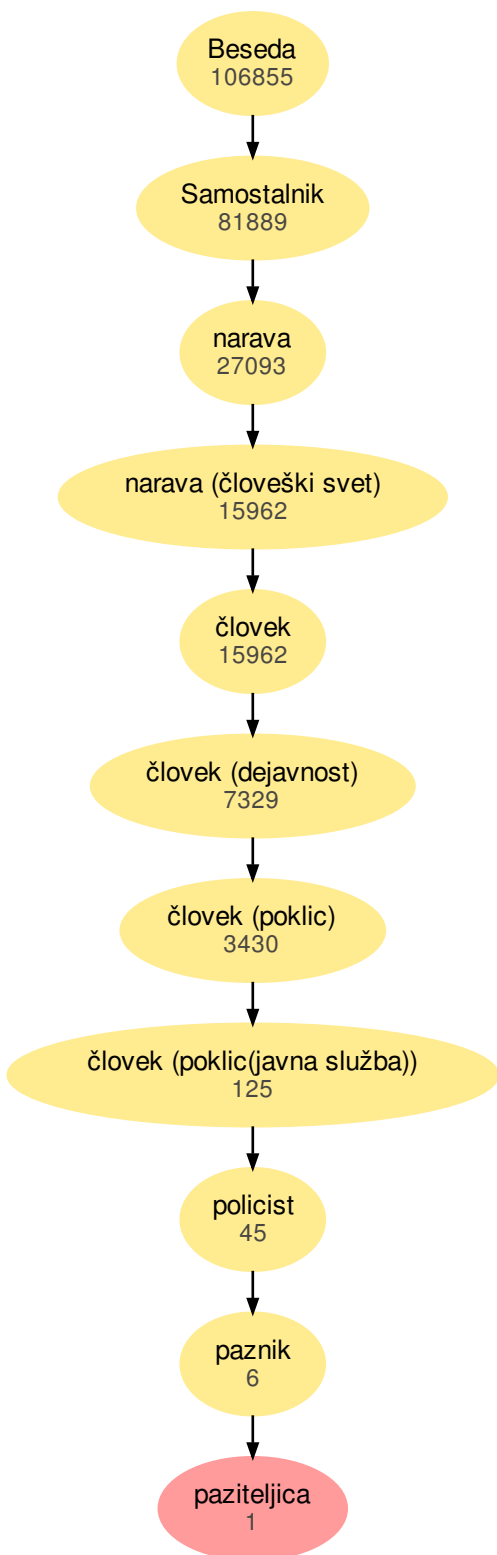 Beseda
106855
Samostalnik
81889
narava
27093
narava (človeški svet)
15962
človek
15962
človek (dejavnost)
7329
človek (poklic)
3430
človek (poklic(javna služba))
125
policist
45
paznik
6
paziteljica
1